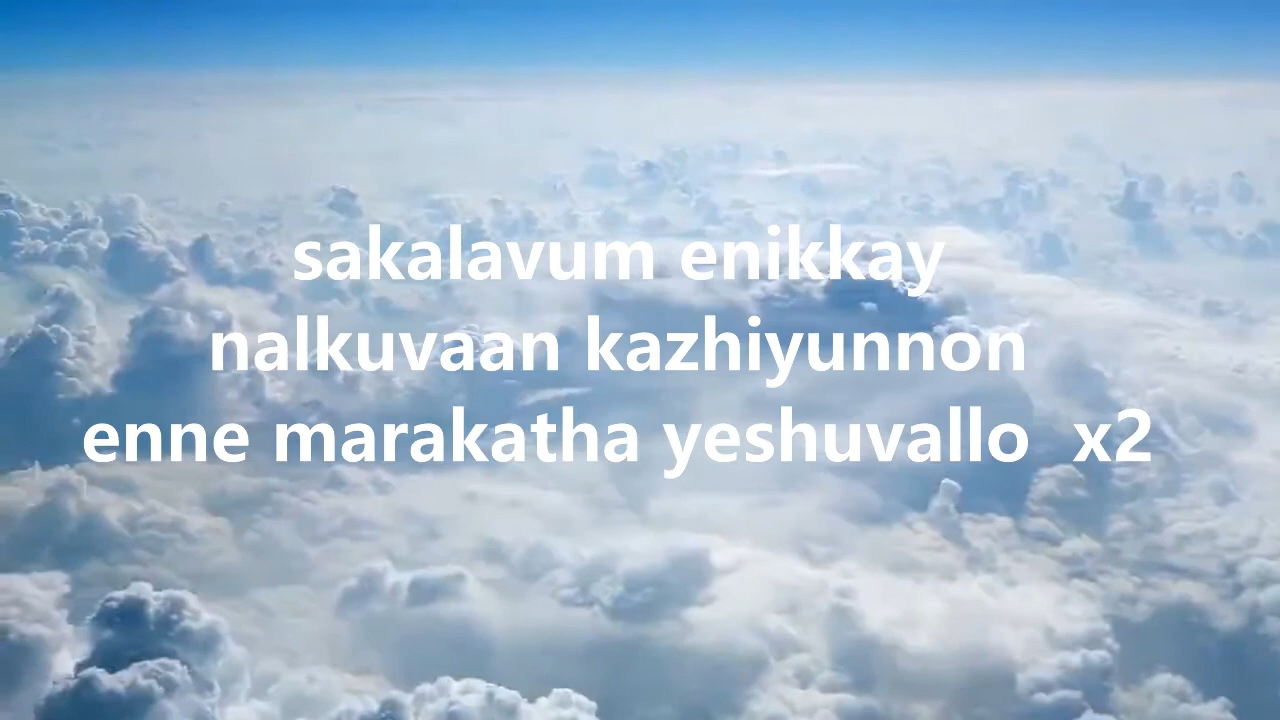 sakalavum enikkay
nalkuvaan kazhiyunnon
enne marakatha yeshuvallo  x2